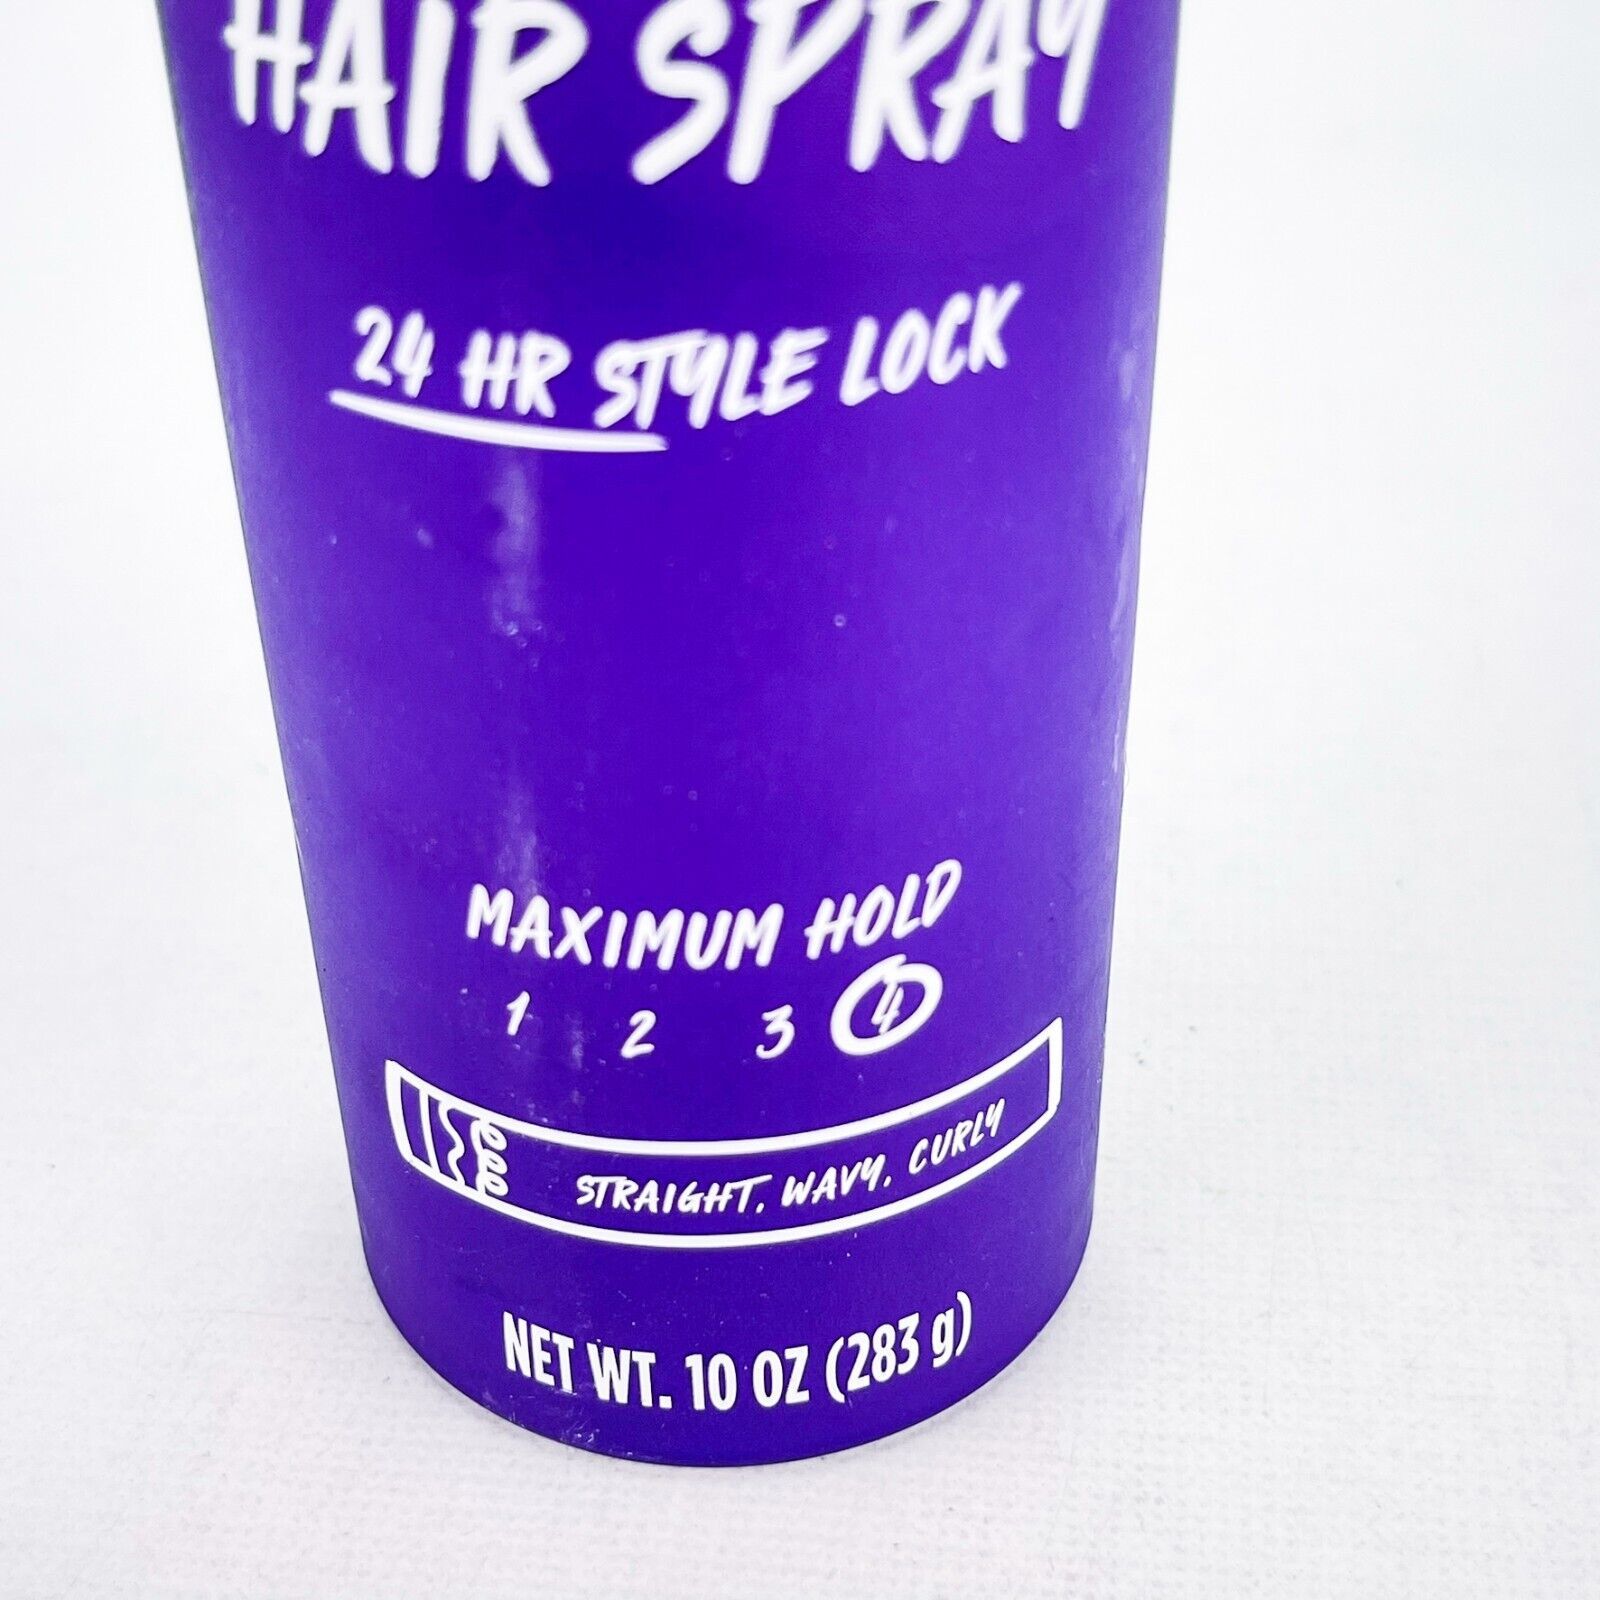 HAIR SPRAY
24 HR STYLE LOCK
MAXIMUM HOLD
1 2 3 4
STRAIGHT, WAVY, CURLY
NET WT. 10 OZ (283 g)